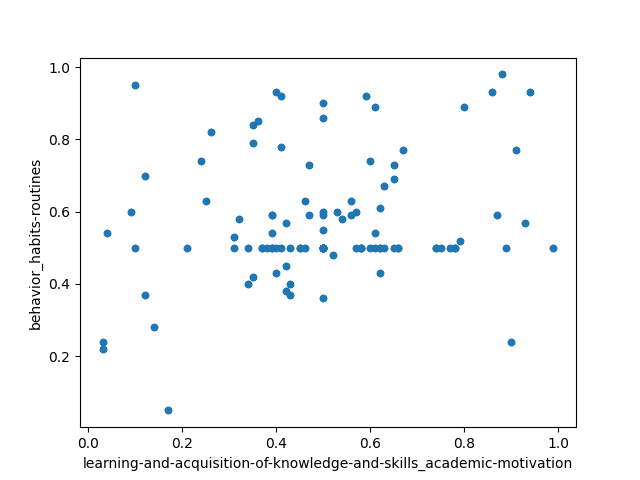 1.0
0.8
0.6
0.4
0.2
behavior_habits-routines
0.0 0.2 0.4 0.6 0.8 1.0
learning-and-acquisition-of-knowledge-and-skills_academic-motivation